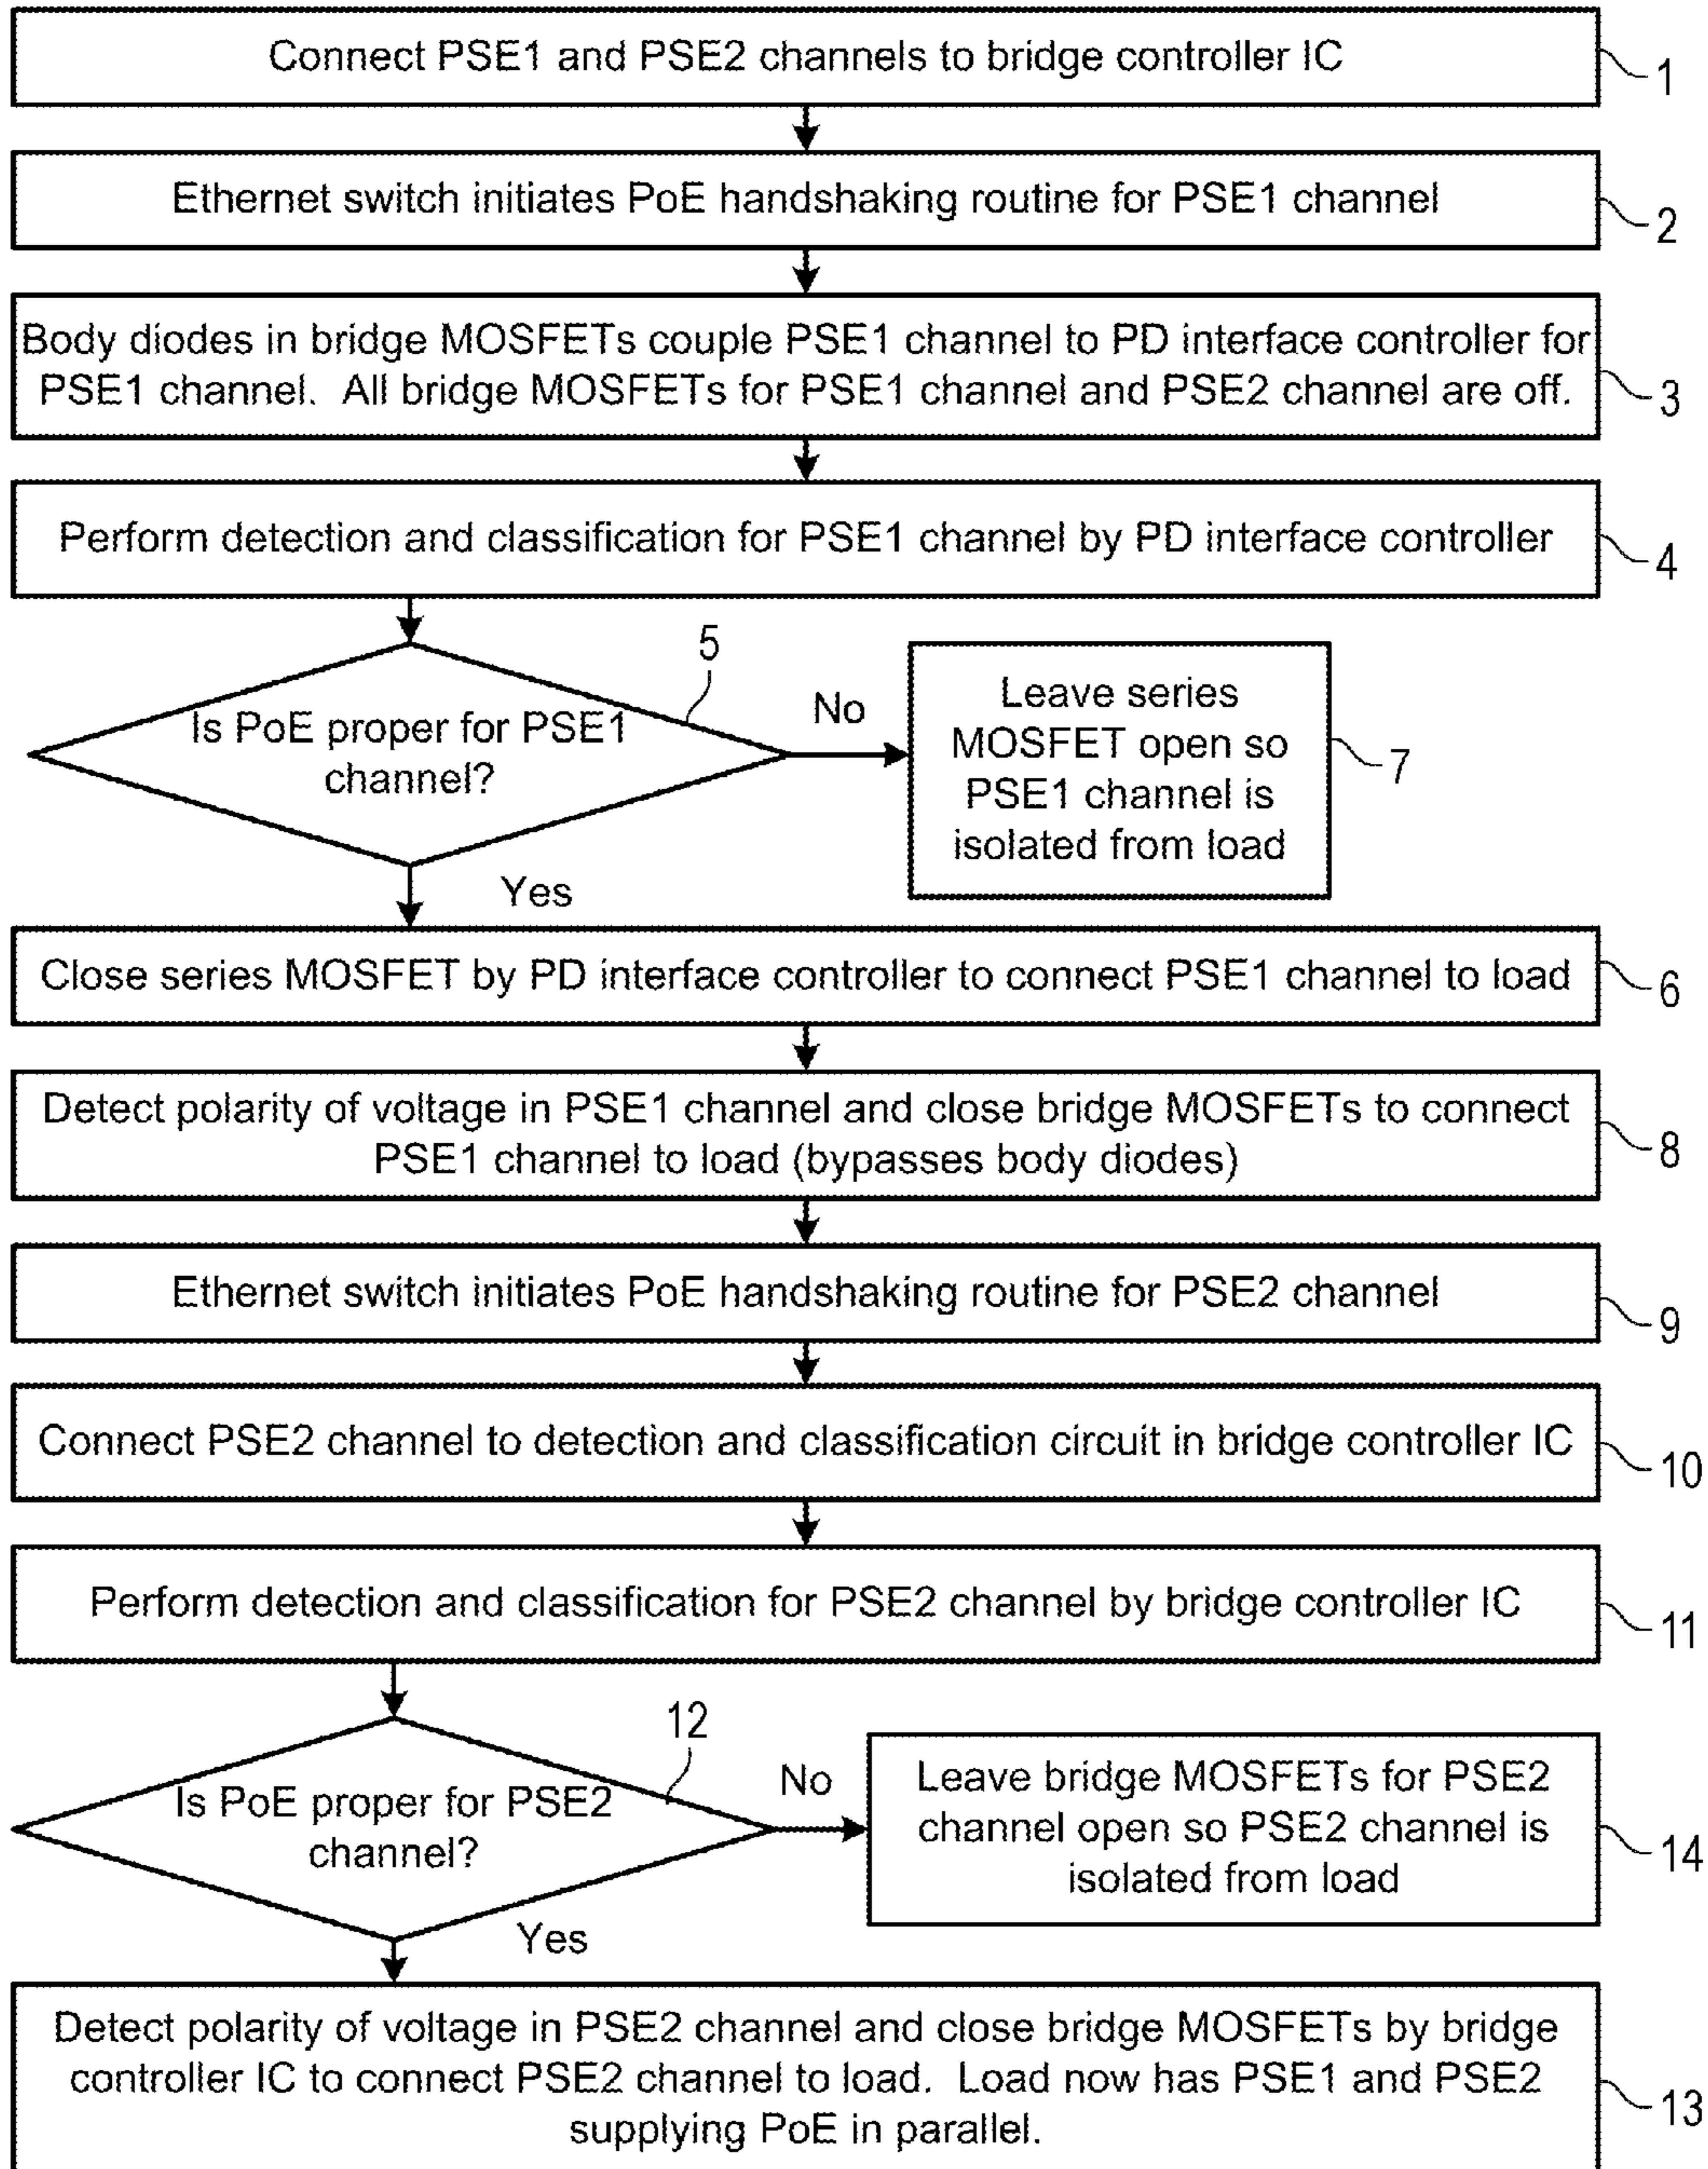 Connect PSE1 and PSE2 channels to bridge controller IC
1
Ethernet switch initiates PoE handshaking routine for PSE1 channel
2
Body diodes in bridge MOSFETs couple PSE1 channel to PD interface controller for
PSE1 channel. All bridge MOSFETs for PSE1 channel and PSE2 channel are off.
3
Perform detection and classification for PSE1 channel by PD interface controller
4
5
Is PoE proper for PSE1
channel?
No
Leave series
MOSFET open so
PSE1 channel is
isolated from load
7
Yes
Close series MOSFET by PD interface controller to connect PSE1 channel to load
6
Detect polarity of voltage in PSE1 channel and close bridge MOSFETs to connect
PSE1 channel to load (bypasses body diodes)
8
Ethernet switch initiates PoE handshaking routine for PSE2 channel
9
Connect PSE2 channel to detection and classification circuit in bridge controller IC
10
Perform detection and classification for PSE2 channel by bridge controller IC
11
12
Is PoE proper for PSE2
channel?
No
Leave bridge MOSFETs for PSE2
channel open so PSE2 channel is
isolated from load
14
Yes
Detect polarity of voltage in PSE2 channel and close bridge MOSFETs by bridge
controller IC to connect PSE2 channel to load. Load now has PSE1 and PSE2
supplying PoE in parallel.
13